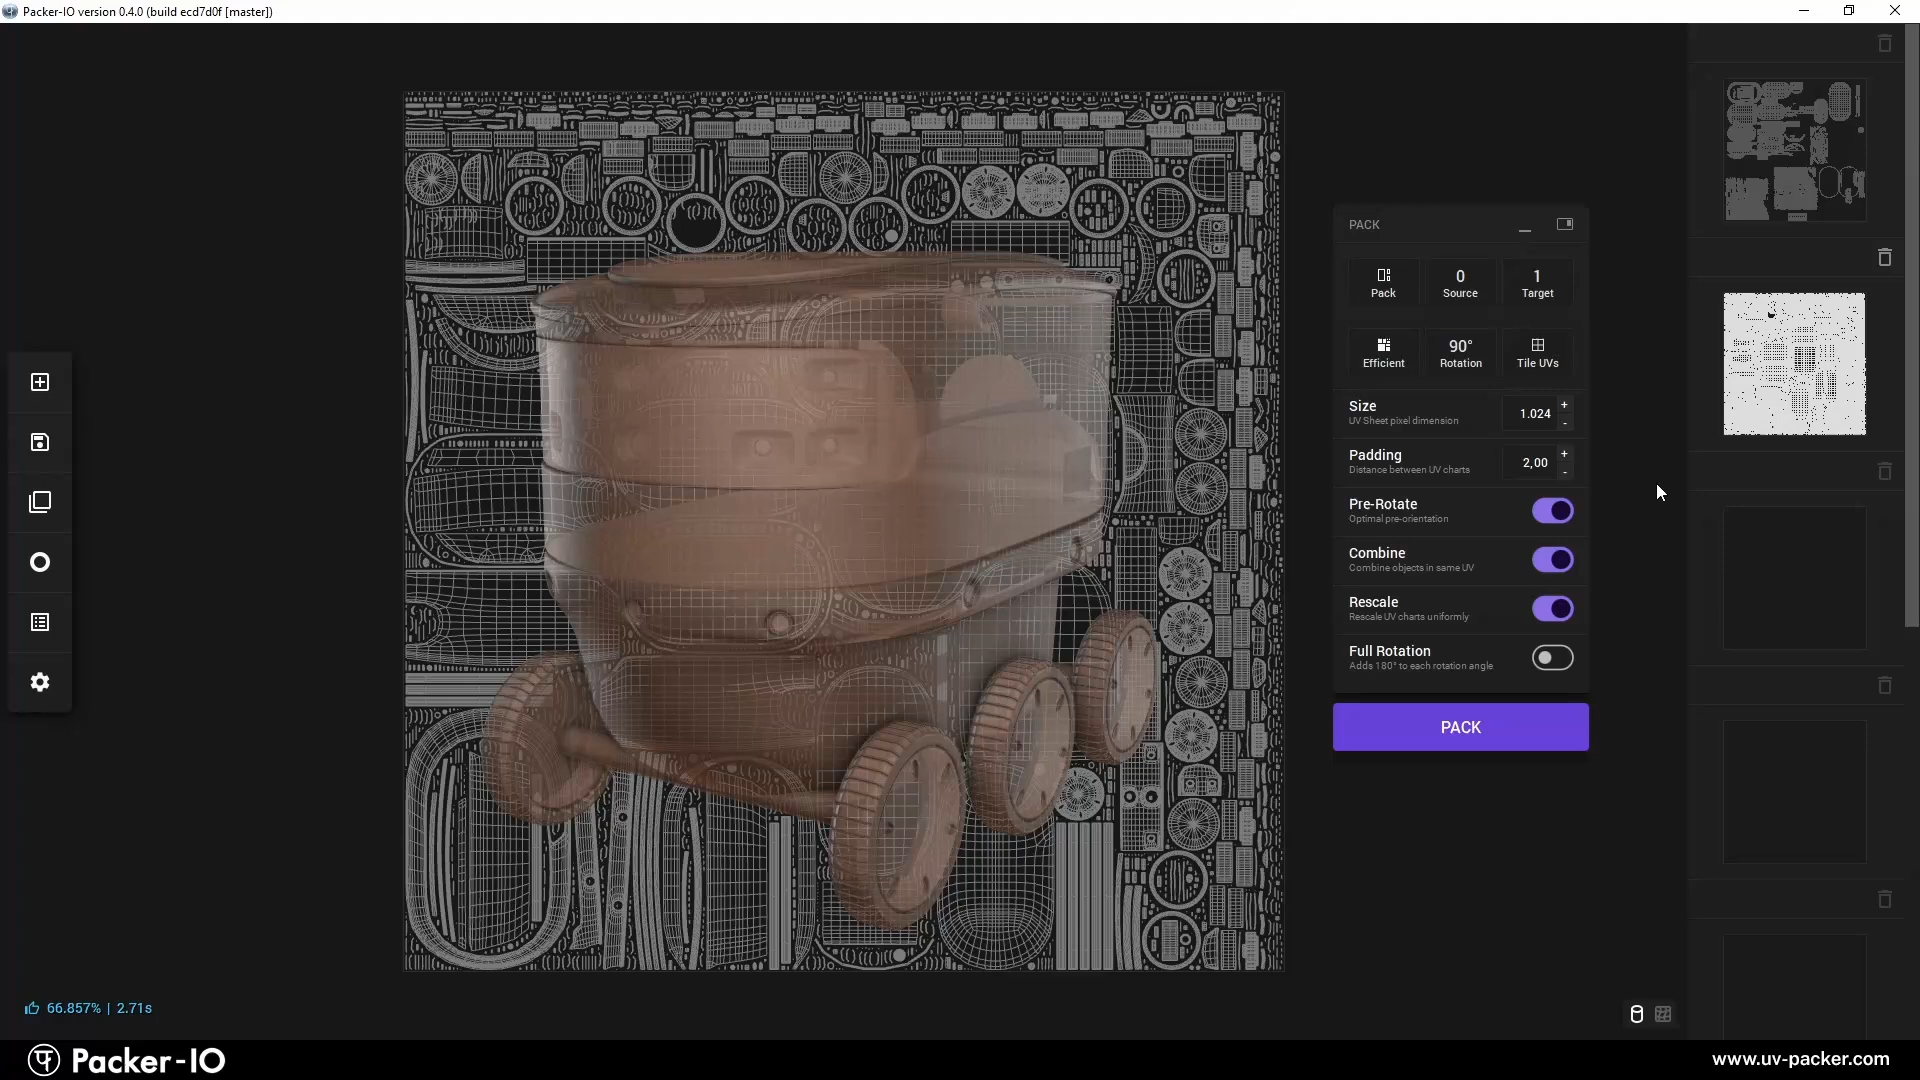 Packer-IO version 0.4.0 (build ecd7d0f [master])
PACK
Pack
0
Source
1
Target
Efficient
90°
Rotation
Tile UVs
Size
UV Sheet pixel dimension
1.024
+
-
Padding
Distance between UV charts
2,00
+
-
Pre-Rotate
Optimal pre-orientation
Combine
Combine objects in same UV
Rescale
Rescale UV charts uniformly
Full Rotation
Adds 180° to each rotation angle
PACK
66.857% | 2.71s
Packer-IO
www.uv-packer.com